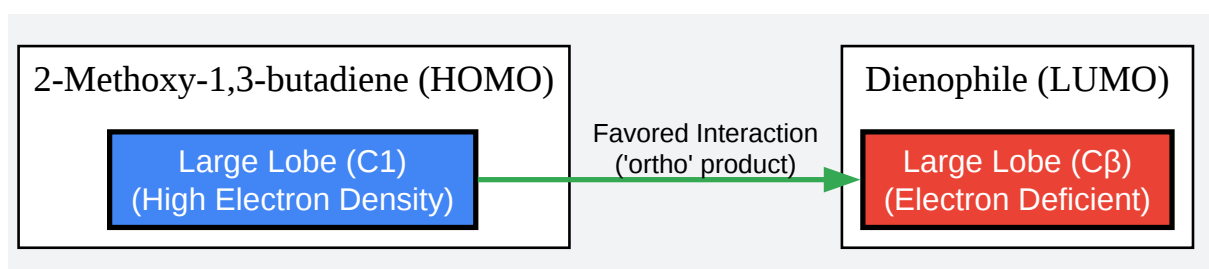 2-Methoxy-1,3-butadiene (HOMO)
Large Lobe (C1)
(High Electron Density)
Favored Interaction
('ortho' product)
Dienophile (LUMO)
Large Lobe (Cβ)
(Electron Deficient)